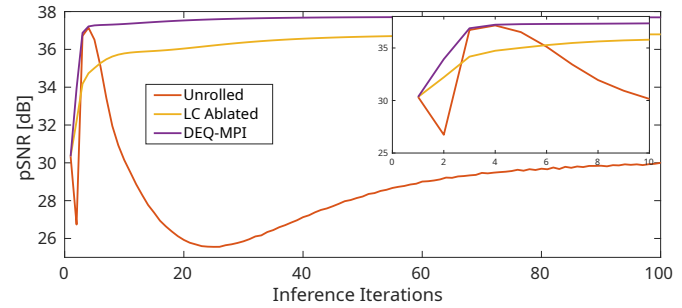 38
36
34
32
30
28
26
pSNR [dB]
Unrolled
LC Ablated
DEQ-MPI
35
30
25
0 2 4 6 8 10
0 20 40 60 80 100
Inference Iterations